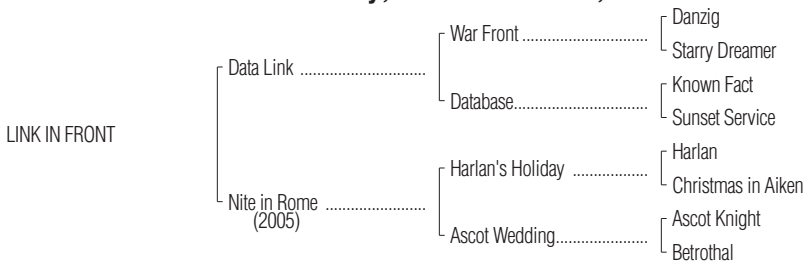 Danzig
War Front ..............................
Starry Dreamer
Data Link ..............................
Known Fact
Database................................
Sunset Service
LINK IN FRONT
Harlan
Harlan's Holiday ..................
Christmas in Aiken
Nite in Rome ........................
(2005)
Ascot Knight
Ascot Wedding......................
Betrothal